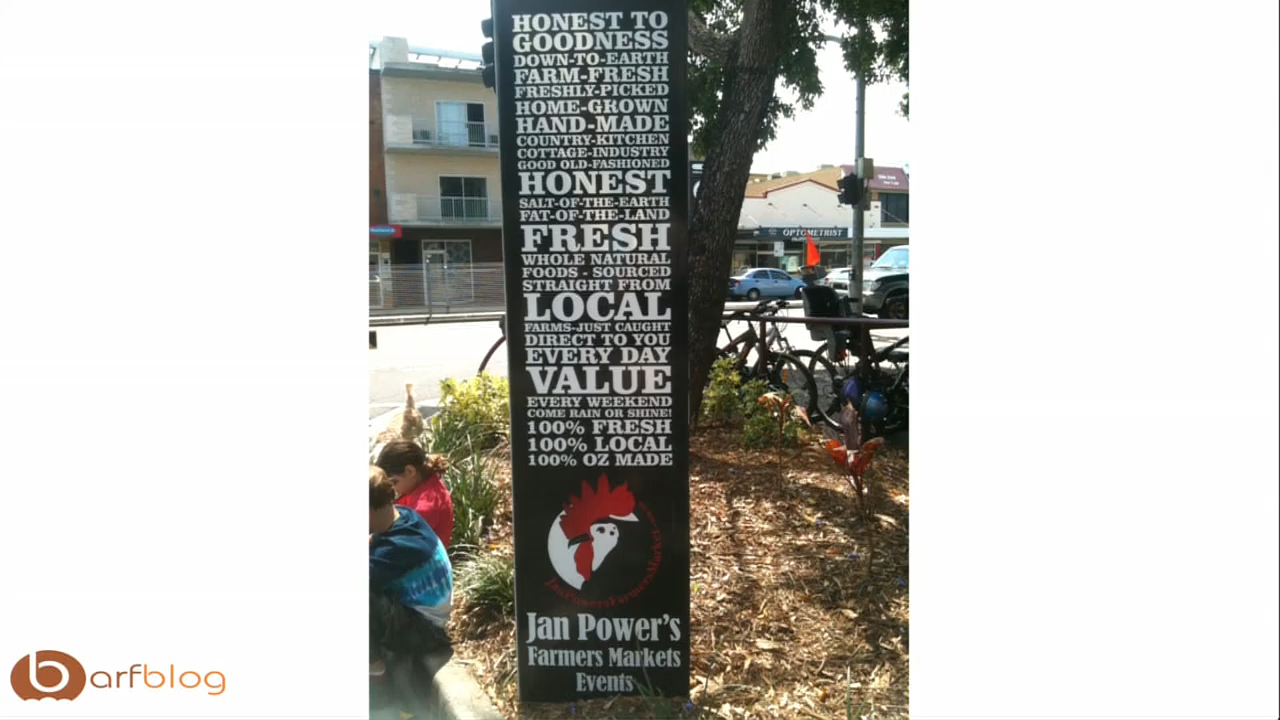 HONEST TO
GOODNESS
DOWN-TO-EARTH
FARM-FRESH
FRESHLY-PICKED
HOME-GROWN
HAND-MADE
COUNTRY-KITCHEN
COTTAGE-INDUSTRY
GOOD OLD-FASHIONED
HONEST
SALT-OF-THE-EARTH
FAT-OF-THE-LAND
FRESH
WHOLE NATURAL
FOODS - SOURCED
STRAIGHT FROM
LOCAL
FARMS-JUST CAUGHT
DIRECT TO YOU
EVERY DAY
VALUE
EVERY WEEKEND
COME RAIN OR SHINE!
100% FRESH
100% LOCAL
100% OZ MADE
JanPowersFarmersMarket
Jan Power's
Farmers Markets
Events
OPTOMETRIST
barfblog